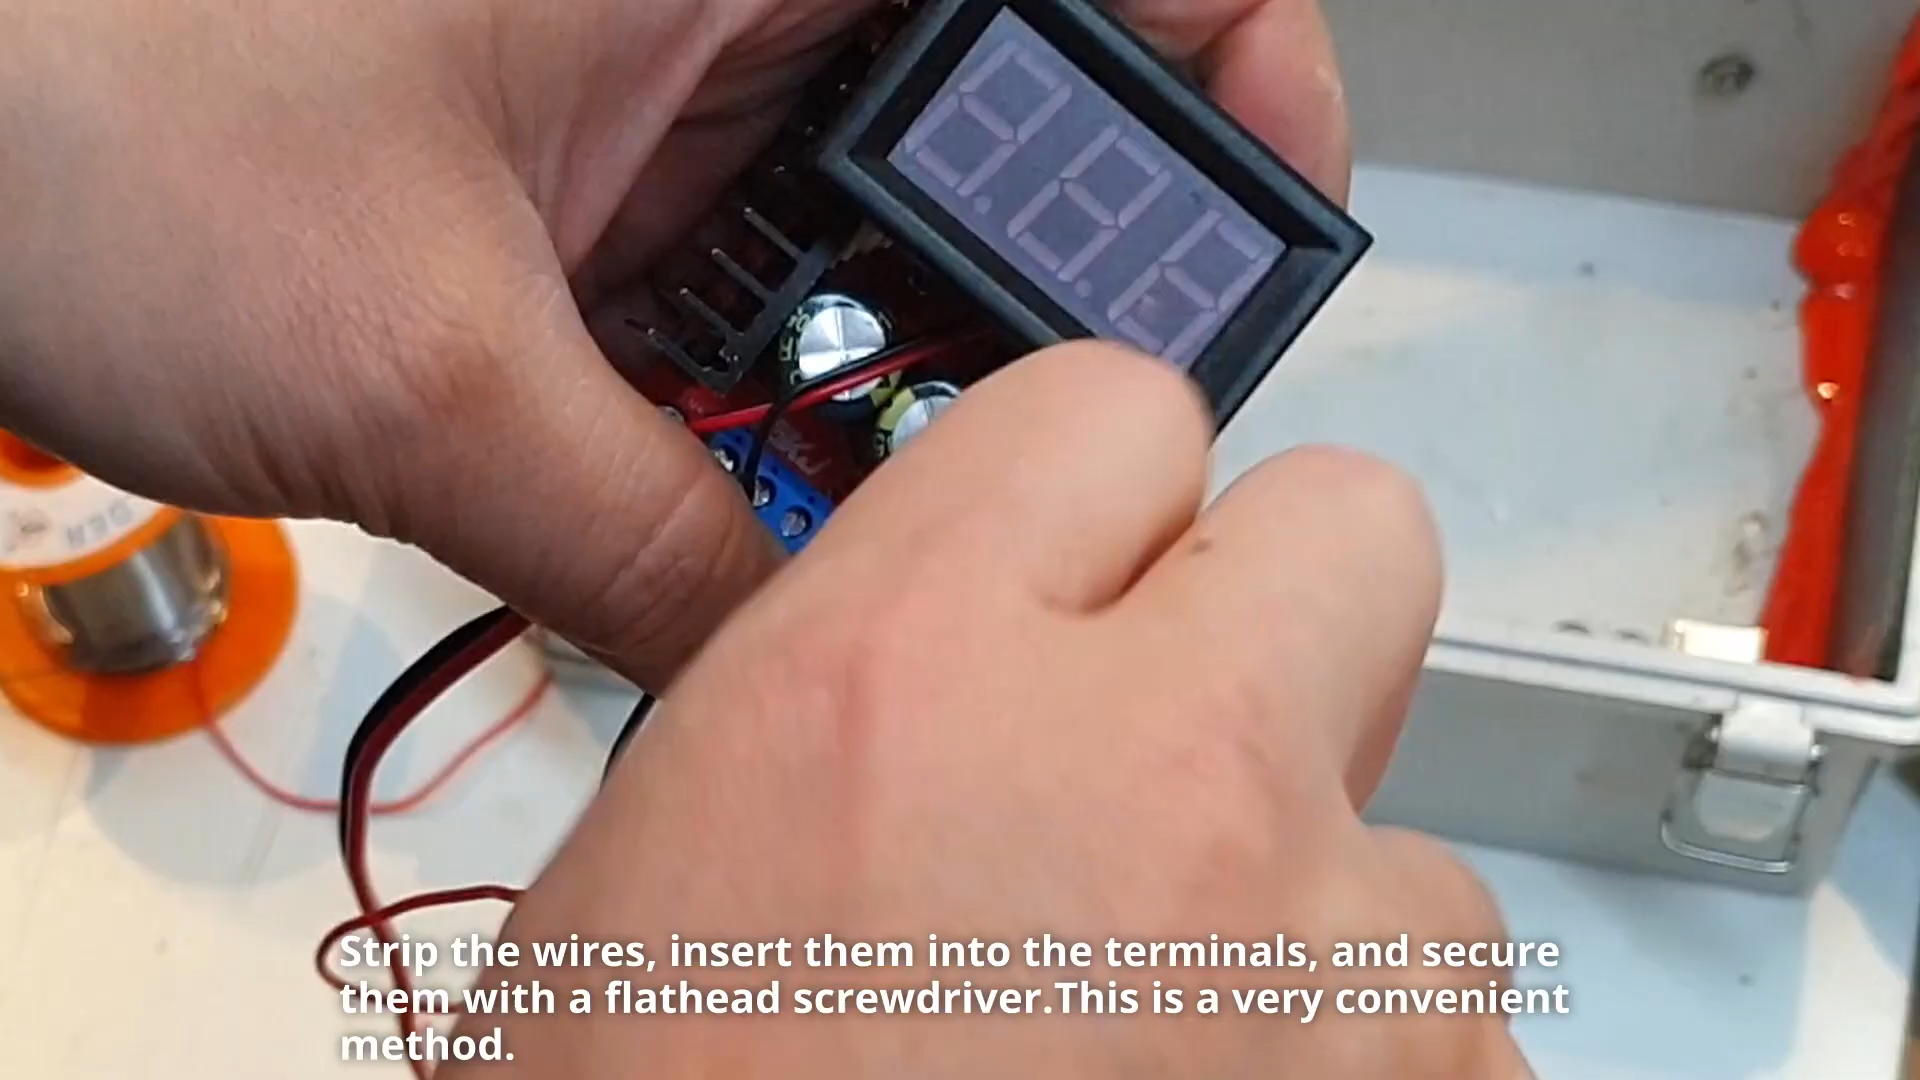 Strip the wires, insert them into the terminals, and secure
them with a flathead screwdriver.This is a very convenient
method.